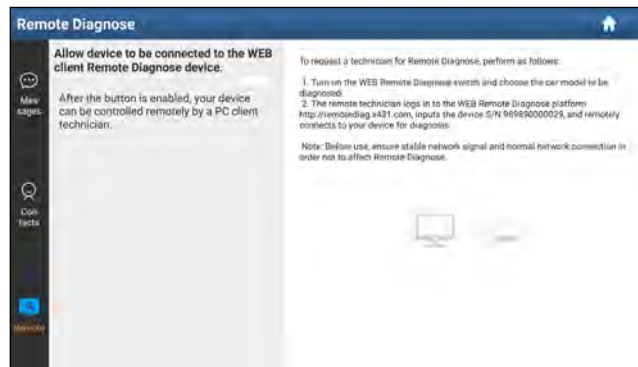 Remote Diagnose
Mes
sages
Con
tacts
Remote
Allow device to be connected to the WEB
client Remote Diagnose device.
After the button is enabled, your device
can be controlled remotely by a PC client
technician.
To request a technician for Remote Diagnose, perform as follows:
1. Turn on the WEB Remote Diagnose switch and choose the car model to be
diagnosed.
2. The remote technician logs in to the WEB Remote Diagnose platform
http://remotediag.x431.com, inputs the device S/N 989890000029, and remotely
connects to your device for diagnosis.
Note: Before use, ensure stable network signal and normal network connection in
order not to affect Remote Diagnose.